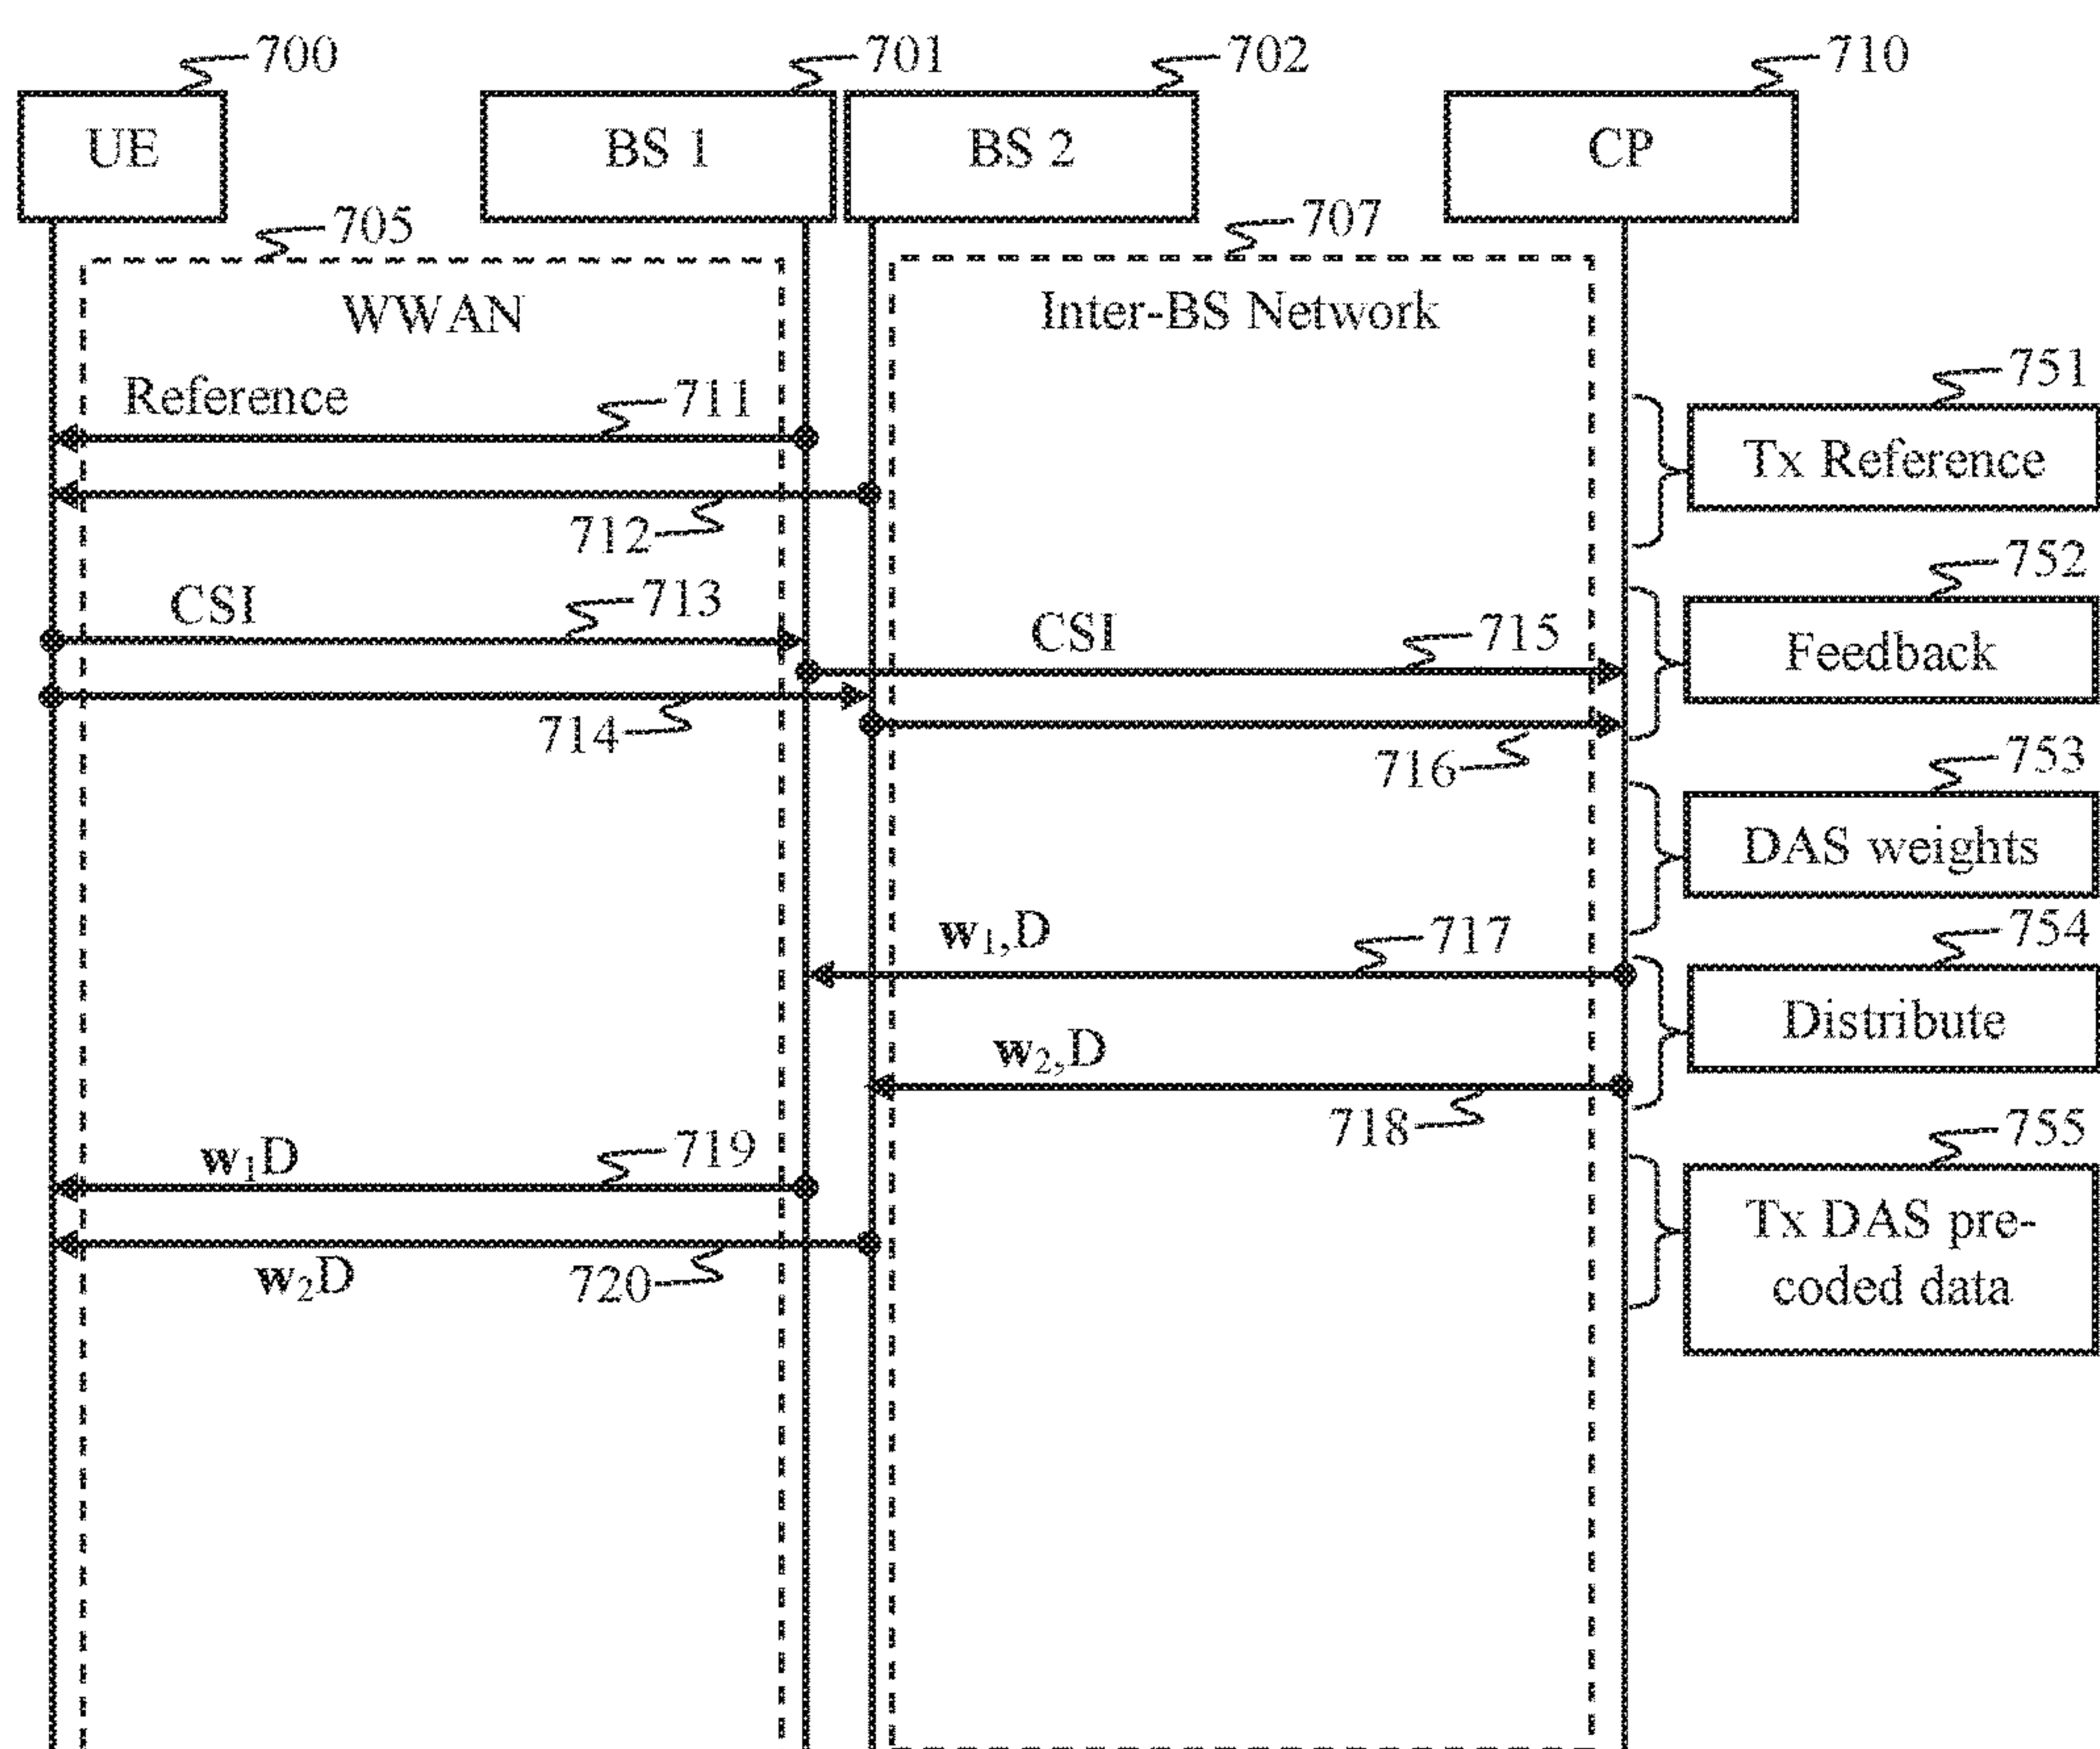 700
701
702
710
UE
BS 1
BS 2
CP
705
707
WWAN
Inter-BS Network
Reference
711
751
Tx Reference
712
752
CSI
713
CSI
715
Feedback
714
716
753
DAS weights
w₁,D
717
754
Distribute
w₂,D
718
755
w₁D
719
Tx DAS pre-
coded data
w₂D
720